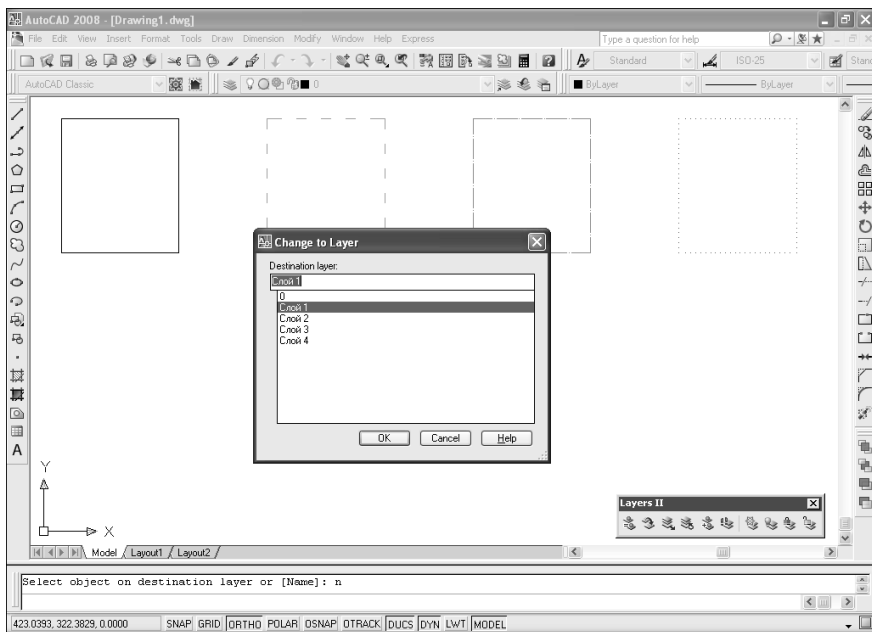 AutoCAD 2008 - [Drawing1.dwg]
File Edit View Insert Format Tools Draw Dimension Modify Window Help Express
Type a question for help
Standard
ISO-25
Stand
AutoCAD Classic
0
ByLayer
ByLayer
Change to Layer
Destination layer:
Слой 1
0
Слой 1
Слой 2
Слой 3
Слой 4
OK Cancel Help
A
Y
X
Layers II
Model Layout1 Layout2
Select object on destination layer or [Name]: n
423.0393, 322.3829, 0.0000 SNAP GRID ORTHO POLAR OSNAP OTRACK DUCS DYN LWT MODEL